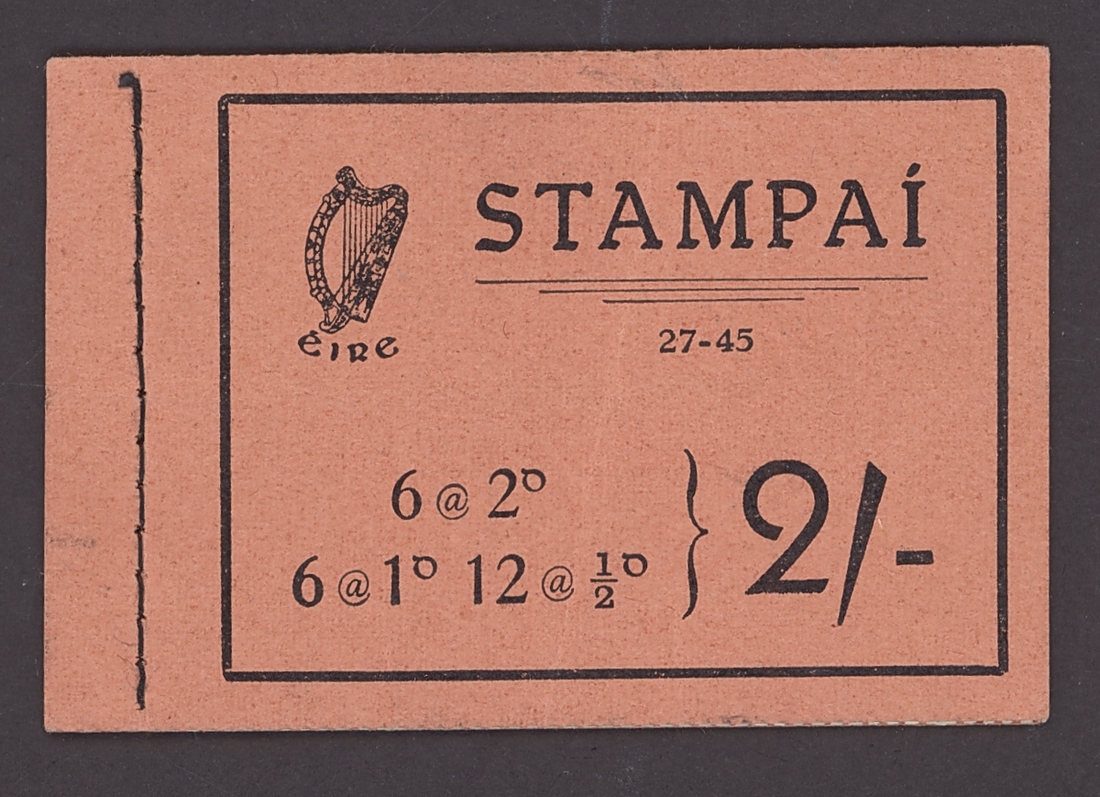 STAMPAÍ
éire
27-45
6 @ 2ᴅ
6 @ 1ᴅ 12 @ ½ᴅ
2/-